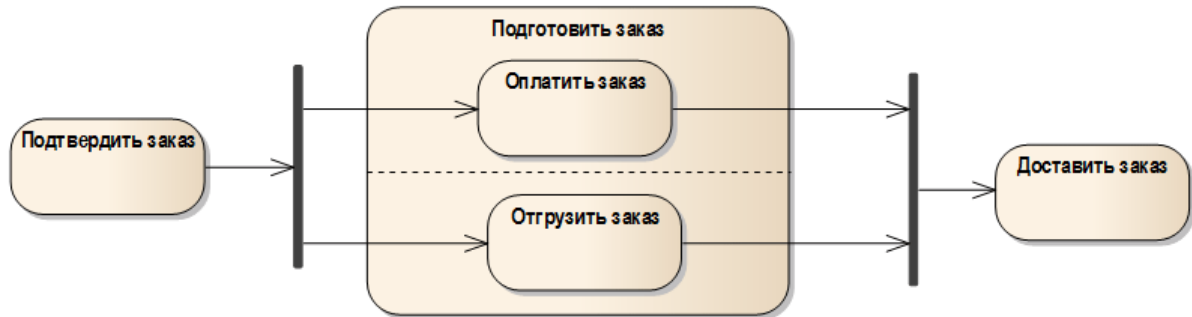 Подготовить заказ
Оплатить заказ
Подтвердить заказ
Доставить заказ
Отгрузить заказ